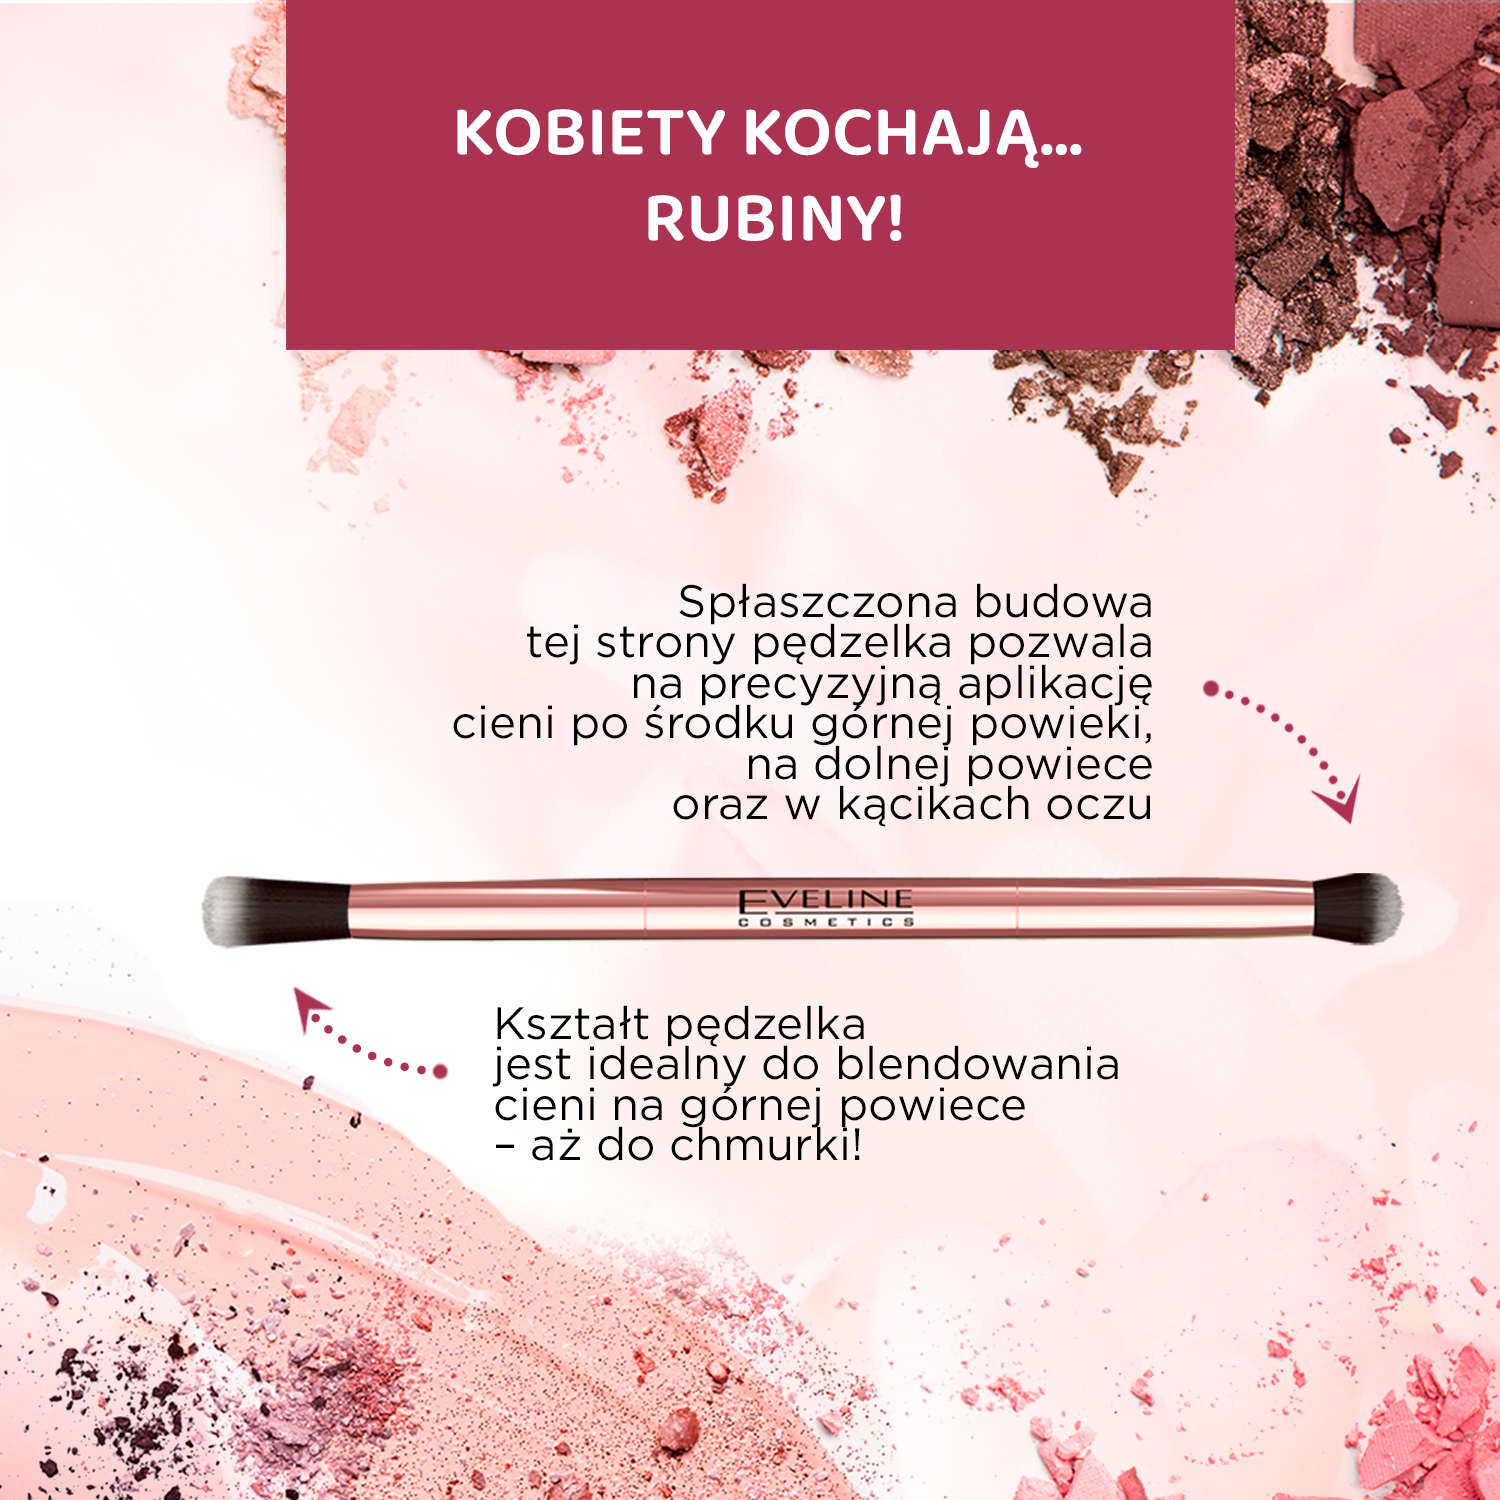 KOBIETY KOCHAJĄ...
RUBINY!
Spłaszczona budowa
tej strony pędzelka pozwala
na precyzyjną aplikację
cieni po środku górnej powieki,
na dolnej powiece
oraz w kącikach oczu
EVELINE
COSMETICS
Kształt pędzelka
jest idealny do blendowania
cieni na górnej powiece
– aż do chmurki!